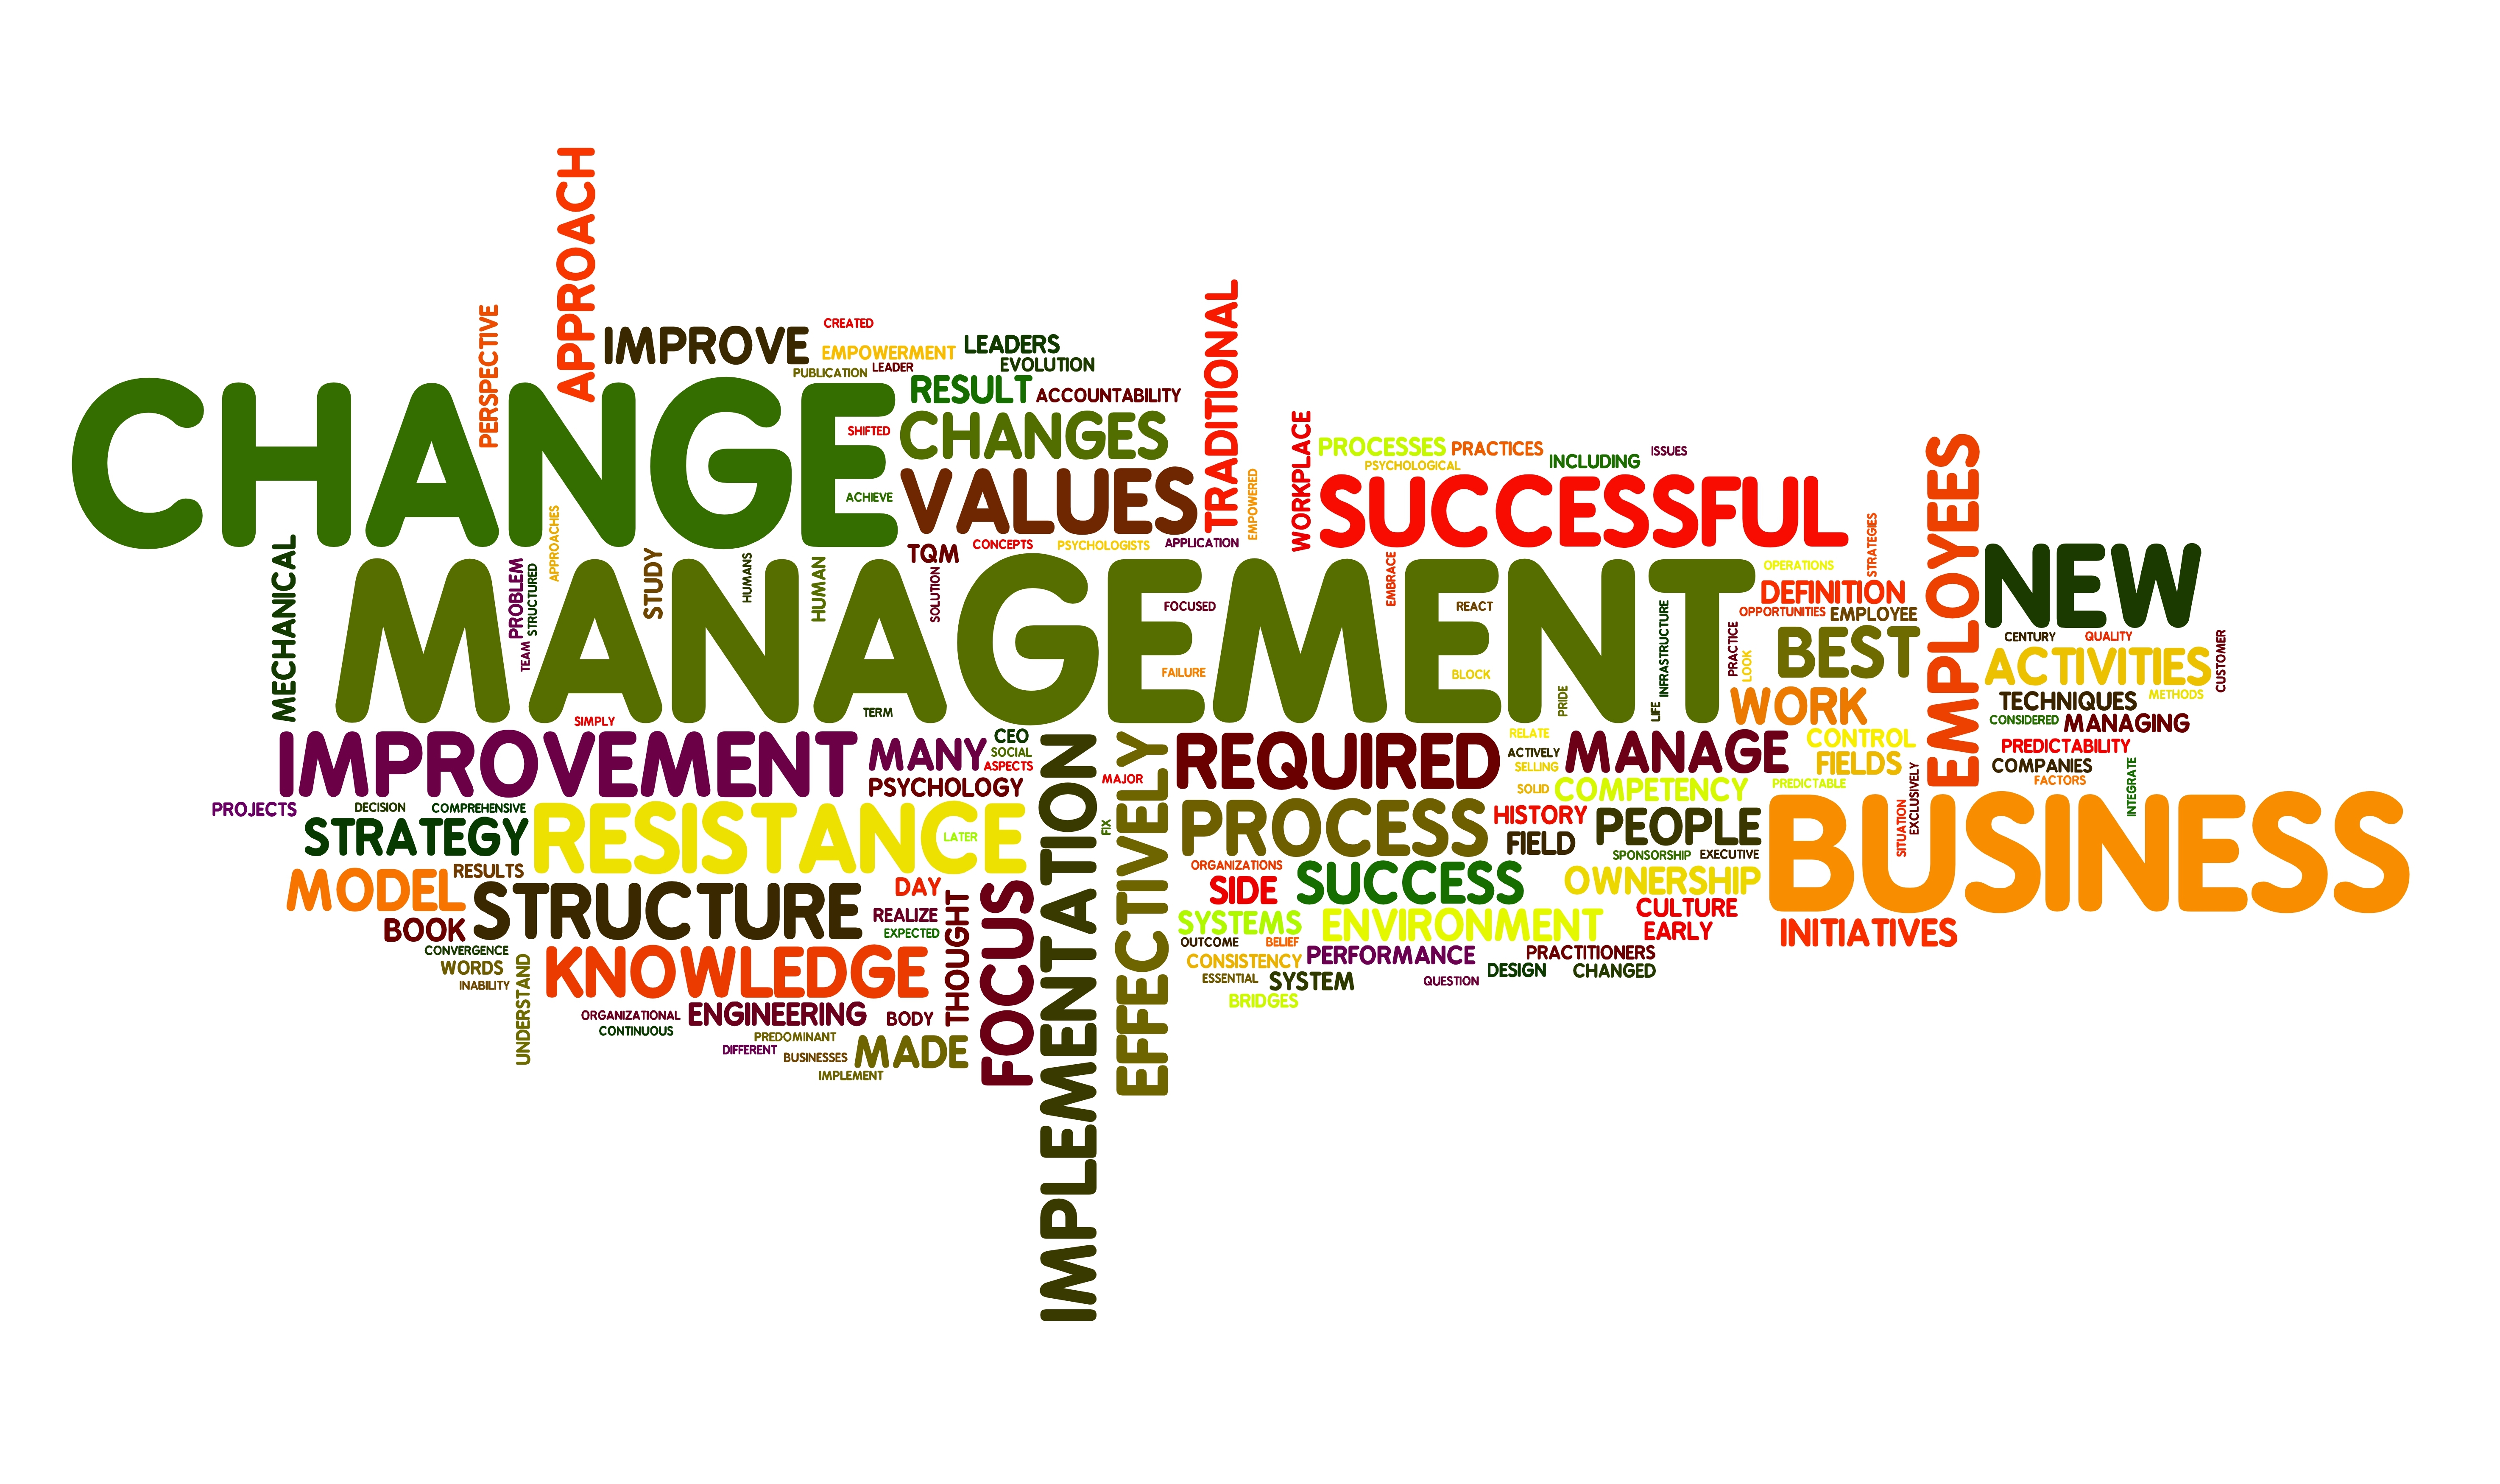 APPROACH
PERSPECTIVE
IMPROVE
CREATED
EMPOWERMENT
LEADERS
PUBLICATION
LEADER
EVOLUTION
RESULT
ACCOUNTABILITY
TRADITIONAL
CHANGE
SHIFTED
CHANGES
ACHIEVE
VALUES
EMPOWERED
WORKPLACE
PROCESSES
PRACTICES
PSYCHOLOGICAL
INCLUDING
ISSUES
SUCCESSFUL
EMPLOYEES
STRATEGIES
MECHANICAL
APPROACHES
TQM
CONCEPTS
PSYCHOLOGISTS
APPLICATION
MANAGEMENT
PROBLEM
STRUCTURED
TEAM
STUDY
HUMANS
HUMAN
SOLUTION
FOCUSED
FAILURE
EMBRACE
REACT
BLOCK
PRIDE
INFRASTRUCTURE
LIFE
PRACTICE
LOOK
OPERATIONS
DEFINITION
OPPORTUNITIES
EMPLOYEE
BEST
WORK
NEW
CENTURY
QUALITY
CUSTOMER
ACTIVITIES
TECHNIQUES
METHODS
CONSIDERED
MANAGING
PREDICTABILITY
COMPANIES
FACTORS
INTEGRATE
SIMPLY
TERM
IMPROVEMENT
MANY
CEO
SOCIAL
ASPECTS
PSYCHOLOGY
IMPLEMENTATION
MAJOR
FIX
EFFECTIVELY
REQUIRED
RELATE
ACTIVELY
SELLING
SOLID
MANAGE
CONTROL
FIELDS
COMPETENCY
PREDICTABLE
EXCLUSIVELY
SITUATION
PROJECTS
DECISION
COMPREHENSIVE
STRATEGY
RESISTANCE
LATER
PROCESS
HISTORY
FIELD
PEOPLE
SPONSORSHIP
EXECUTIVE
BUSINESS
RESULTS
MODEL
STRUCTURE
DAY
REALIZE
EXPECTED
THOUGHT
FOCUS
ORGANIZATIONS
SIDE
SUCCESS
OWNERSHIP
SYSTEMS
ENVIRONMENT
CULTURE
EARLY
INITIATIVES
BOOK
CONVERGENCE
WORDS
INABILITY
UNDERSTAND
KNOWLEDGE
OUTCOME
BELIEF
CONSISTENCY
PERFORMANCE
PRACTITIONERS
ESSENTIAL
SYSTEM
QUESTION
DESIGN
CHANGED
BRIDGES
ORGANIZATIONAL
ENGINEERING
BODY
CONTINUOUS
PREDOMINANT
DIFFERENT
BUSINESSES
MADE
IMPLEMENT